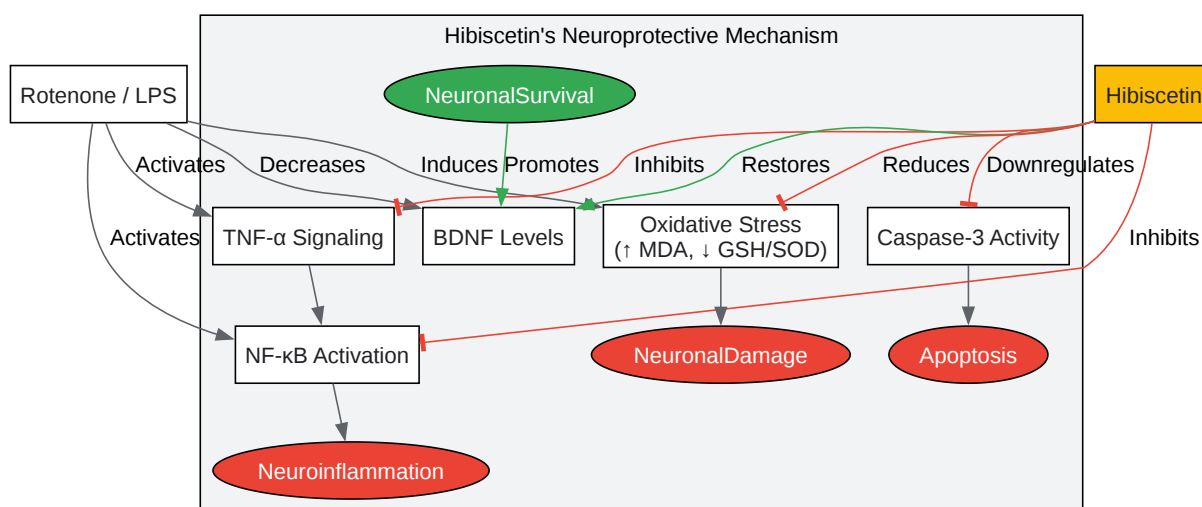 Hibiscetin's Neuroprotective Mechanism
Rotenone / LPS
NeuronalSurvival
Hibiscetin
Activates
Decreases
Induces
Promotes
Inhibits
Restores
Reduces
Downregulates
Activates
TNF-α Signaling
BDNF Levels
Oxidative Stress
(↑ MDA, ↓ GSH/SOD)
Caspase-3 Activity
Inhibits
NF-κB Activation
NeuronalDamage
Apoptosis
Neuroinflammation